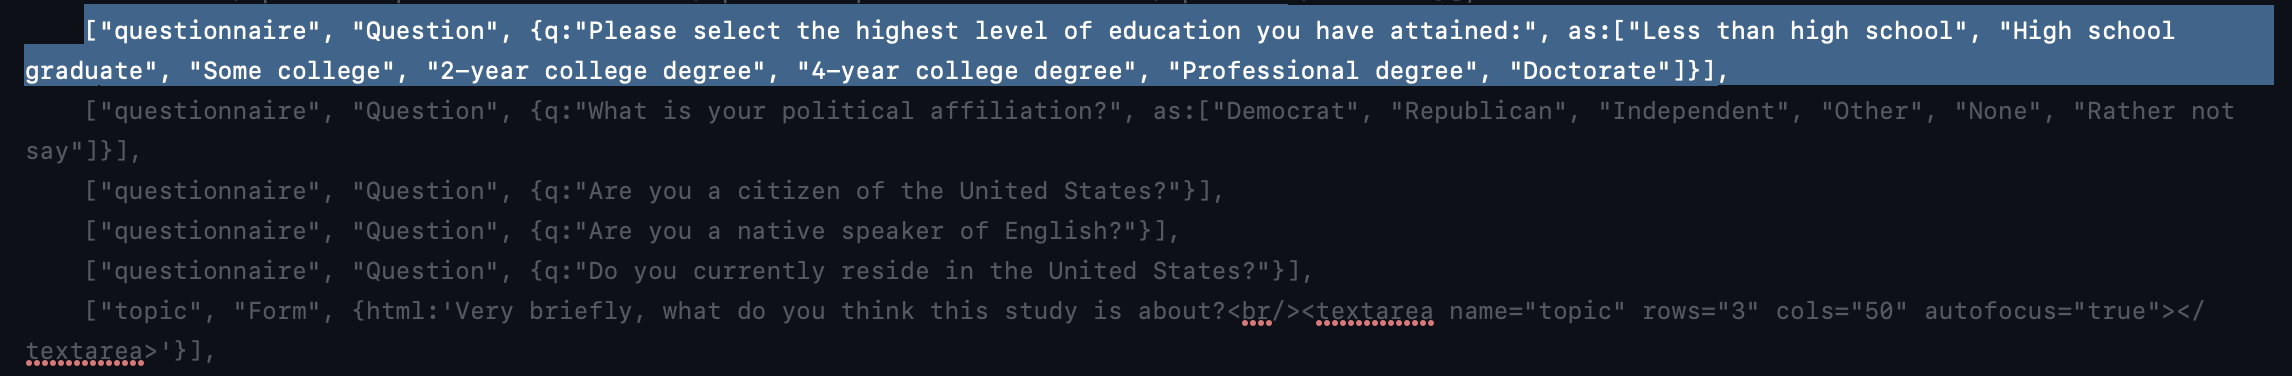 ["questionnaire", "Question", {q:"Please select the highest level of education you have attained:", as:["Less than high school", "High school
graduate", "Some college", "2-year college degree", "4-year college degree", "Professional degree", "Doctorate"]}],
["questionnaire", "Question", {q:"What is your political affiliation?", as:["Democrat", "Republican", "Independent", "Other", "None", "Rather not
say"]}],
["questionnaire", "Question", {q:"Are you a citizen of the United States?"}],
["questionnaire", "Question", {q:"Are you a native speaker of English?"}],
["questionnaire", "Question", {q:"Do you currently reside in the United States?"}],
["topic", "Form", {html:'Very briefly, what do you think this study is about?<br/><textarea name="topic" rows="3" cols="50" autofocus="true"></
textarea>'}],